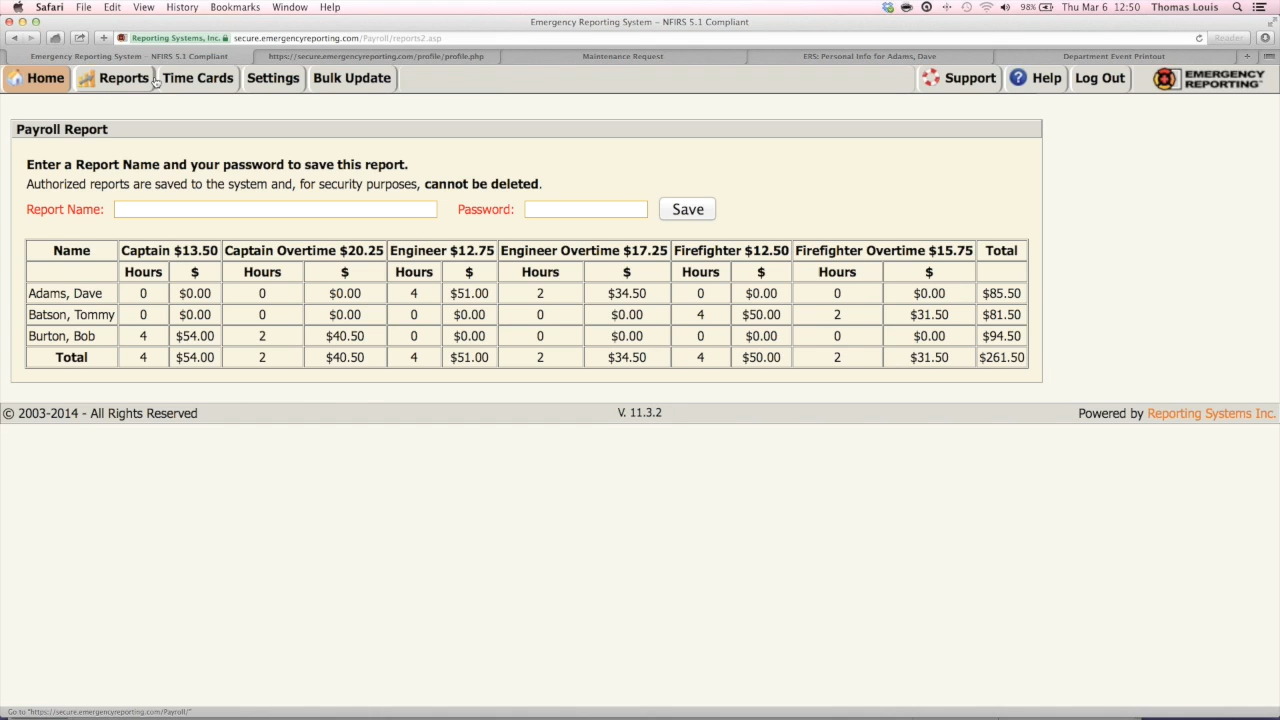 Safari File Edit View History Bookmarks Window Help 98% Thu Mar 6 12:50 Thomas Louis
Emergency Reporting System – NFIRS 5.1 Compliant
Reporting Systems, Inc. secure.emergencyreporting.com/Payroll/reports2.asp Reader
Emergency Reporting System – NFIRS 5.1 Compliant https://secure.emergencyreporting.com/profile/profile.php Maintenance Request ERS: Personal Info for Adams, Dave Department Event Printout
Home Reports Time Cards Settings Bulk Update Support Help Log Out EMERGENCY REPORTING
Payroll Report
Enter a Report Name and your password to save this report.
Authorized reports are saved to the system and, for security purposes, cannot be deleted.
Report Name: Password: Save
Name Captain $13.50 Captain Overtime $20.25 Engineer $12.75 Engineer Overtime $17.25 Firefighter $12.50 Firefighter Overtime $15.75 Total
Hours $ Hours $ Hours $ Hours $ Hours $ Hours $
Adams, Dave 0 $0.00 0 $0.00 4 $51.00 2 $34.50 0 $0.00 0 $0.00 $85.50
Batson, Tommy 0 $0.00 0 $0.00 0 $0.00 0 $0.00 4 $50.00 2 $31.50 $81.50
Burton, Bob 4 $54.00 2 $40.50 0 $0.00 0 $0.00 0 $0.00 0 $0.00 $94.50
Total 4 $54.00 2 $40.50 4 $51.00 2 $34.50 4 $50.00 2 $31.50 $261.50
© 2003-2014 - All Rights Reserved V. 11.3.2 Powered by Reporting Systems Inc.
Go to "https://secure.emergencyreporting.com/Payroll/"